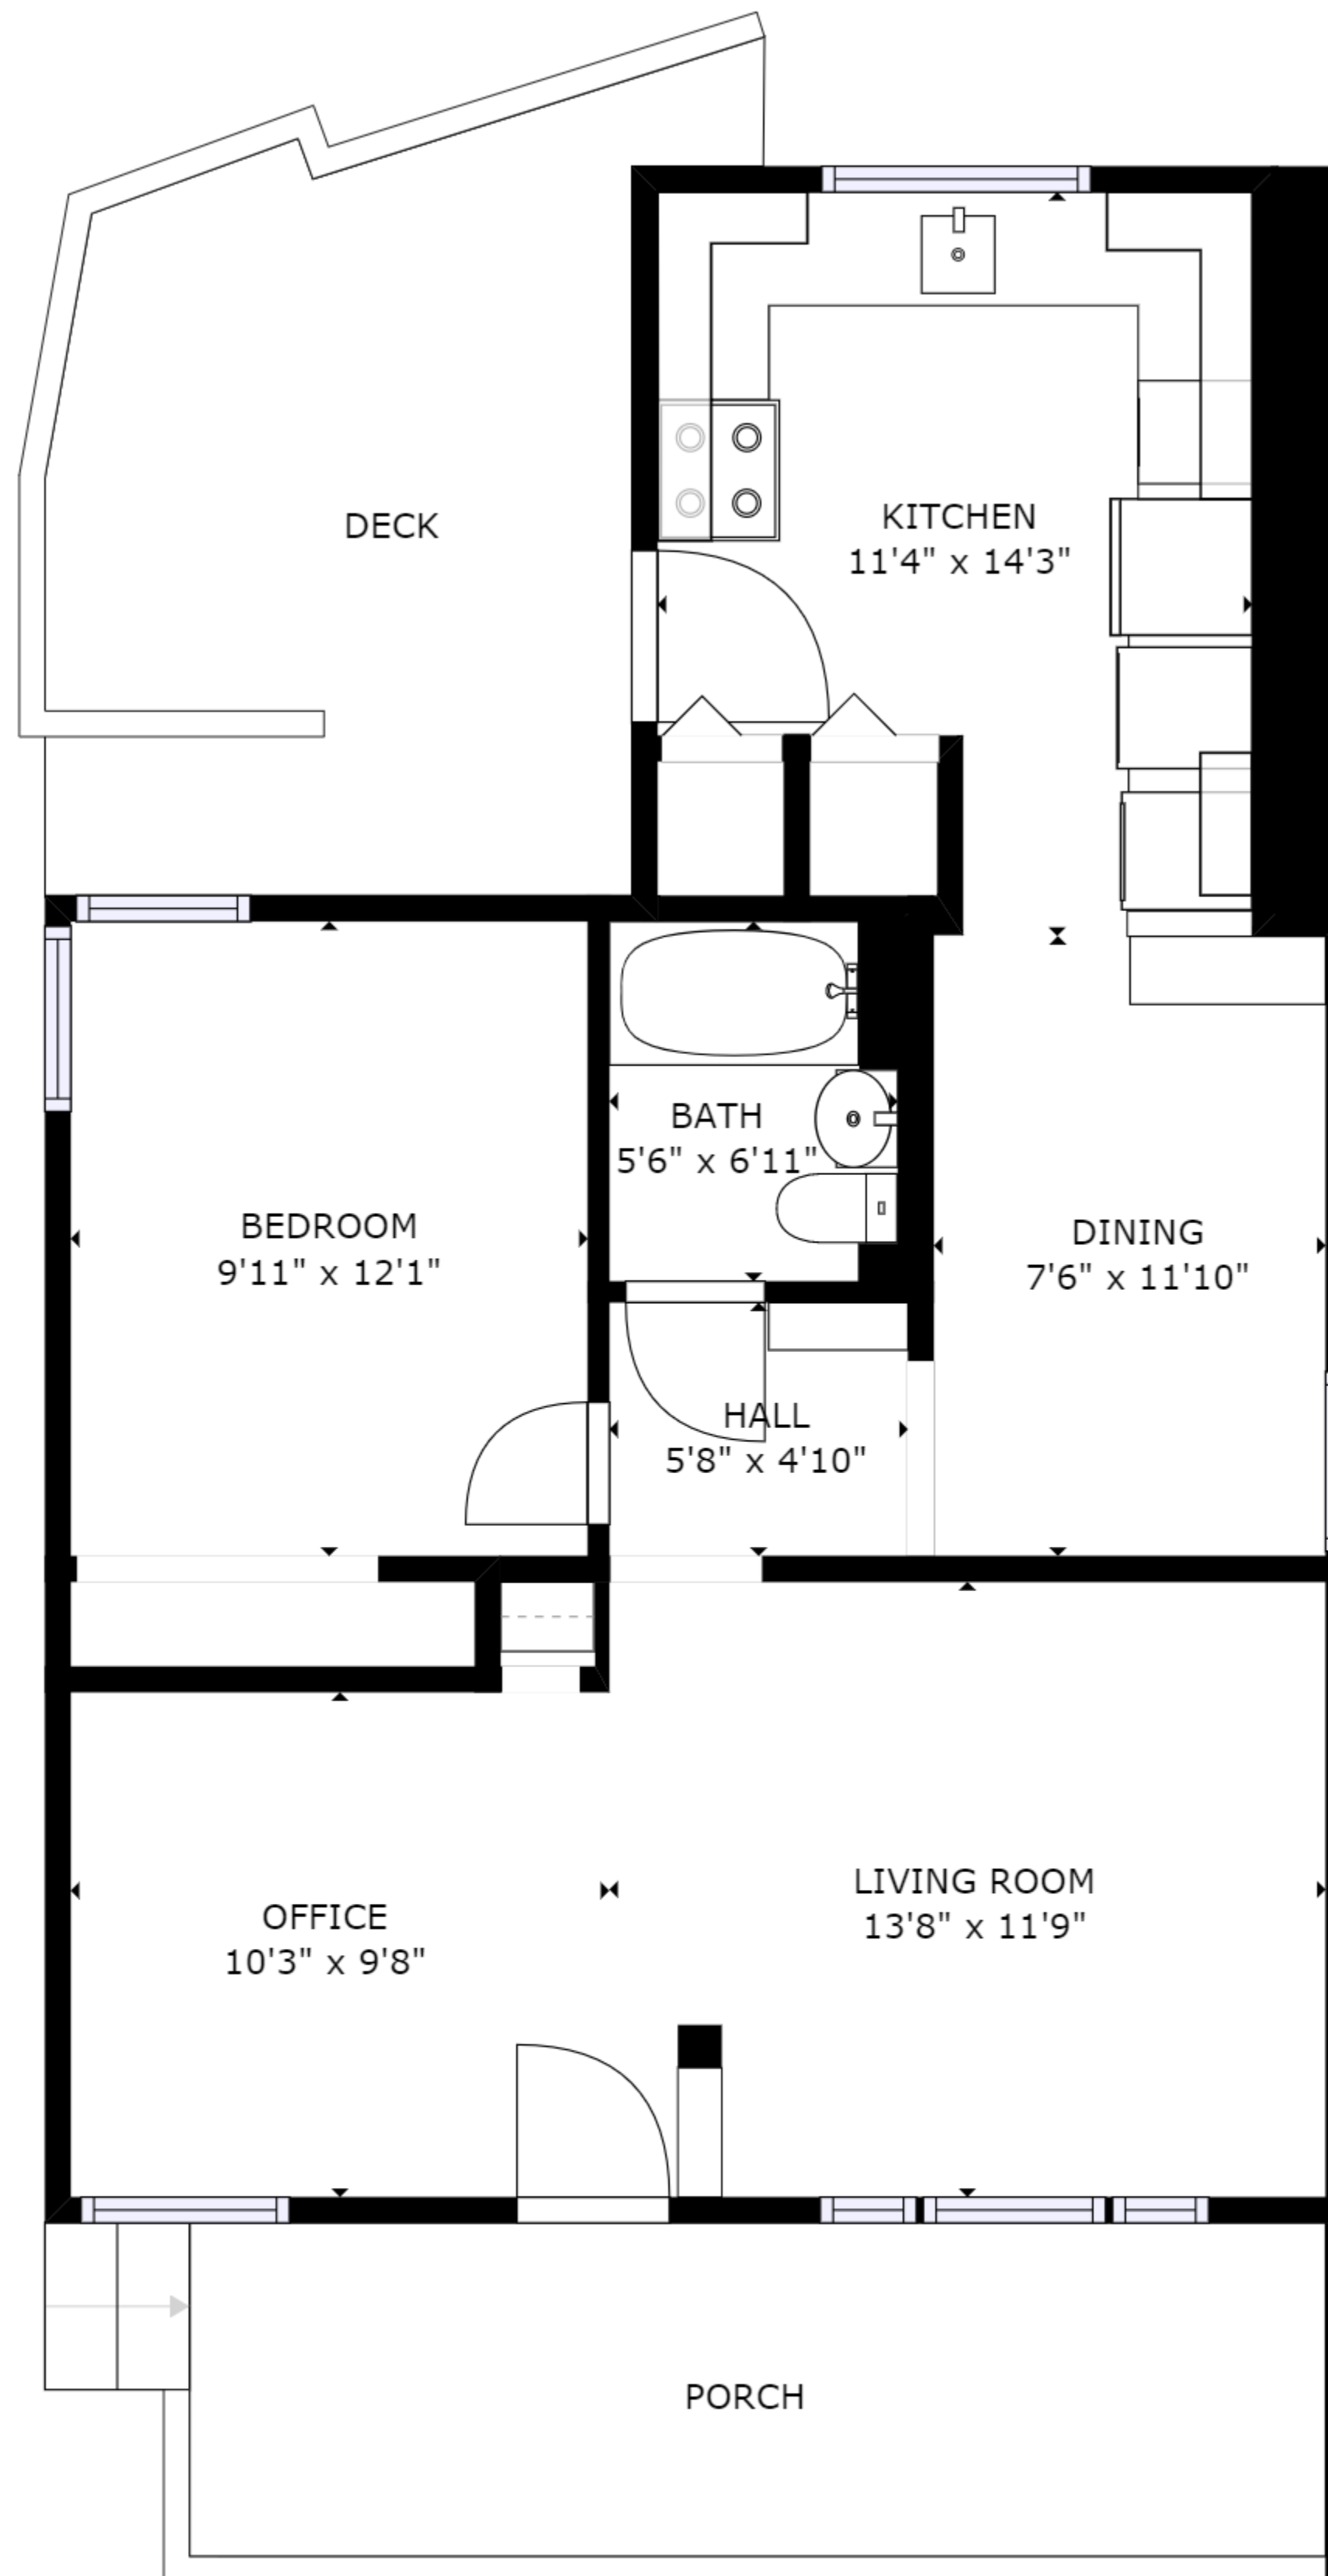 DECK
KITCHEN
11'4" x 14'3"
BATH
5'6" x 6'11"
BEDROOM
9'11" x 12'1"
DINING
7'6" x 11'10"
HALL
5'8" x 4'10"
LIVING ROOM
13'8" x 11'9"
OFFICE
10'3" x 9'8"
PORCH